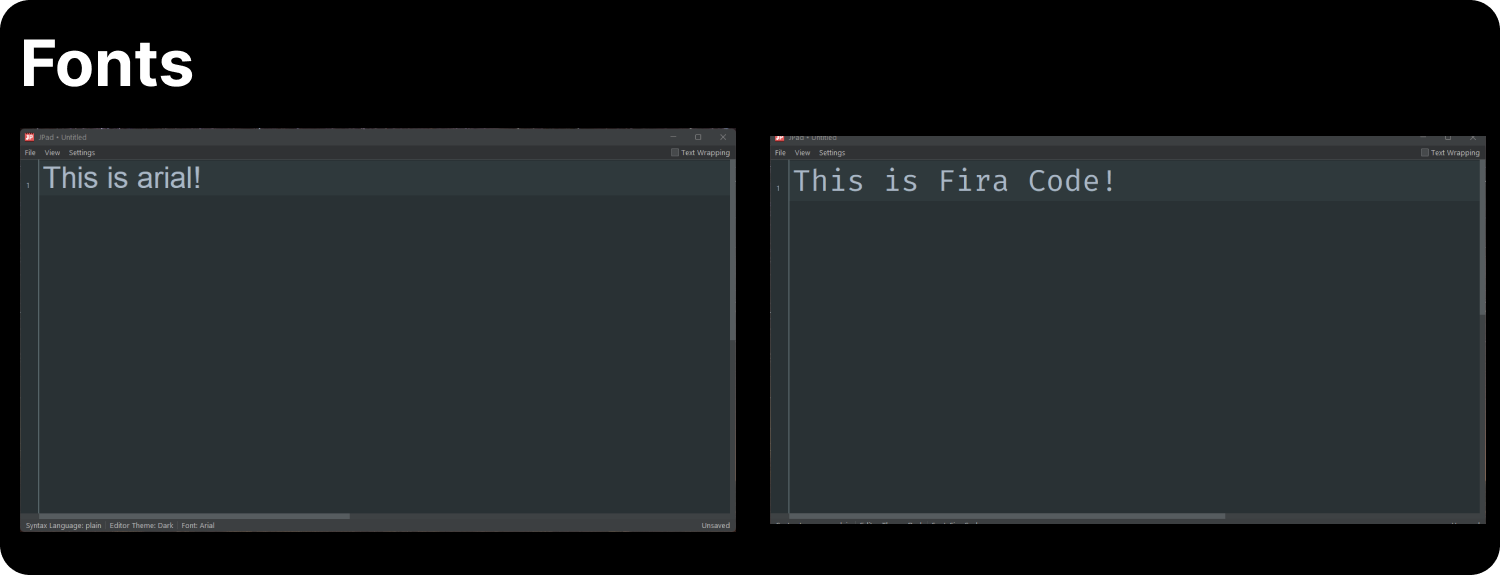 Fonts
JPad • Untitled
File View Settings Text Wrapping
1 This is arial!
Syntax Language: plain Editor Theme: Dark Font: Arial Unsaved
JPad • Untitled
File View Settings Text Wrapping
1 This is Fira Code!